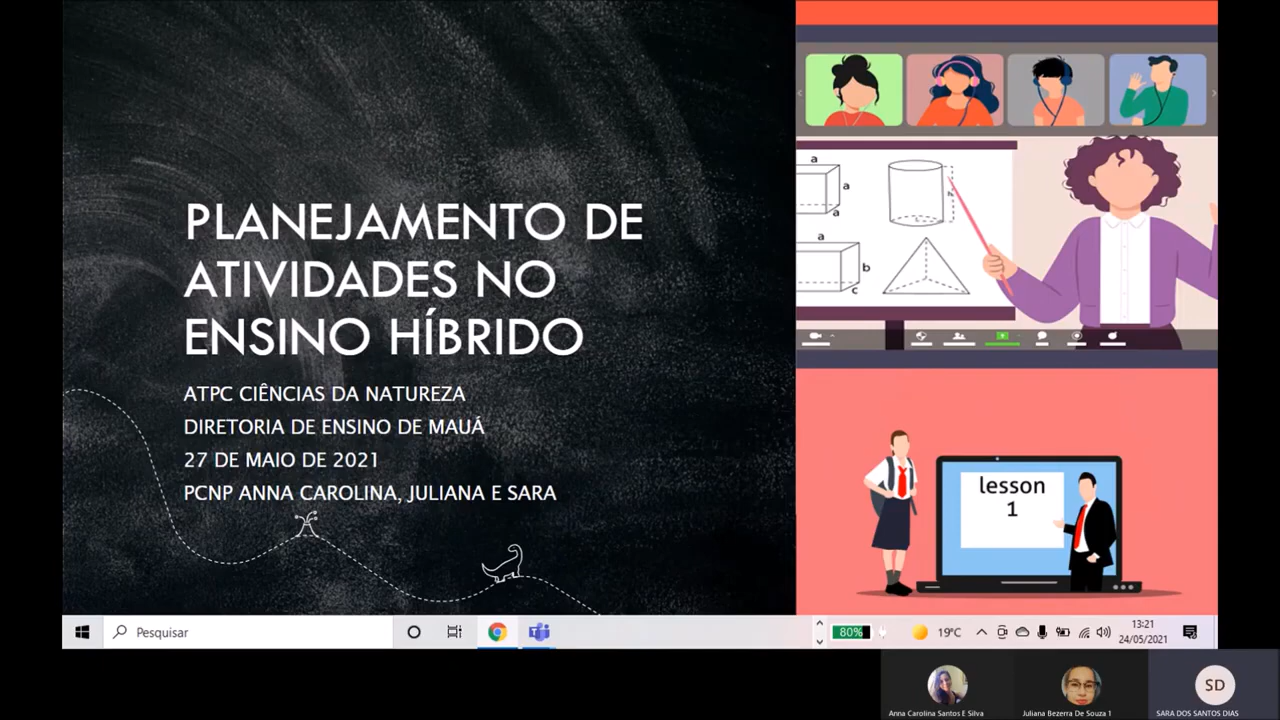 PLANEJAMENTO DE
ATIVIDADES NO
ENSINO HÍBRIDO
ATPC CIÊNCIAS DA NATUREZA
DIRETORIA DE ENSINO DE MAUÁ
27 DE MAIO DE 2021
PCNP ANNA CAROLINA, JULIANA E SARA
a
a
a
h
a
b
c
lesson
1
Pesquisar
80%
19°C
13:21
24/05/2021
SD
Anna Carolina Santos E Silva
Juliana Bezerra De Souza 1
SARA DOS SANTOS DIAS